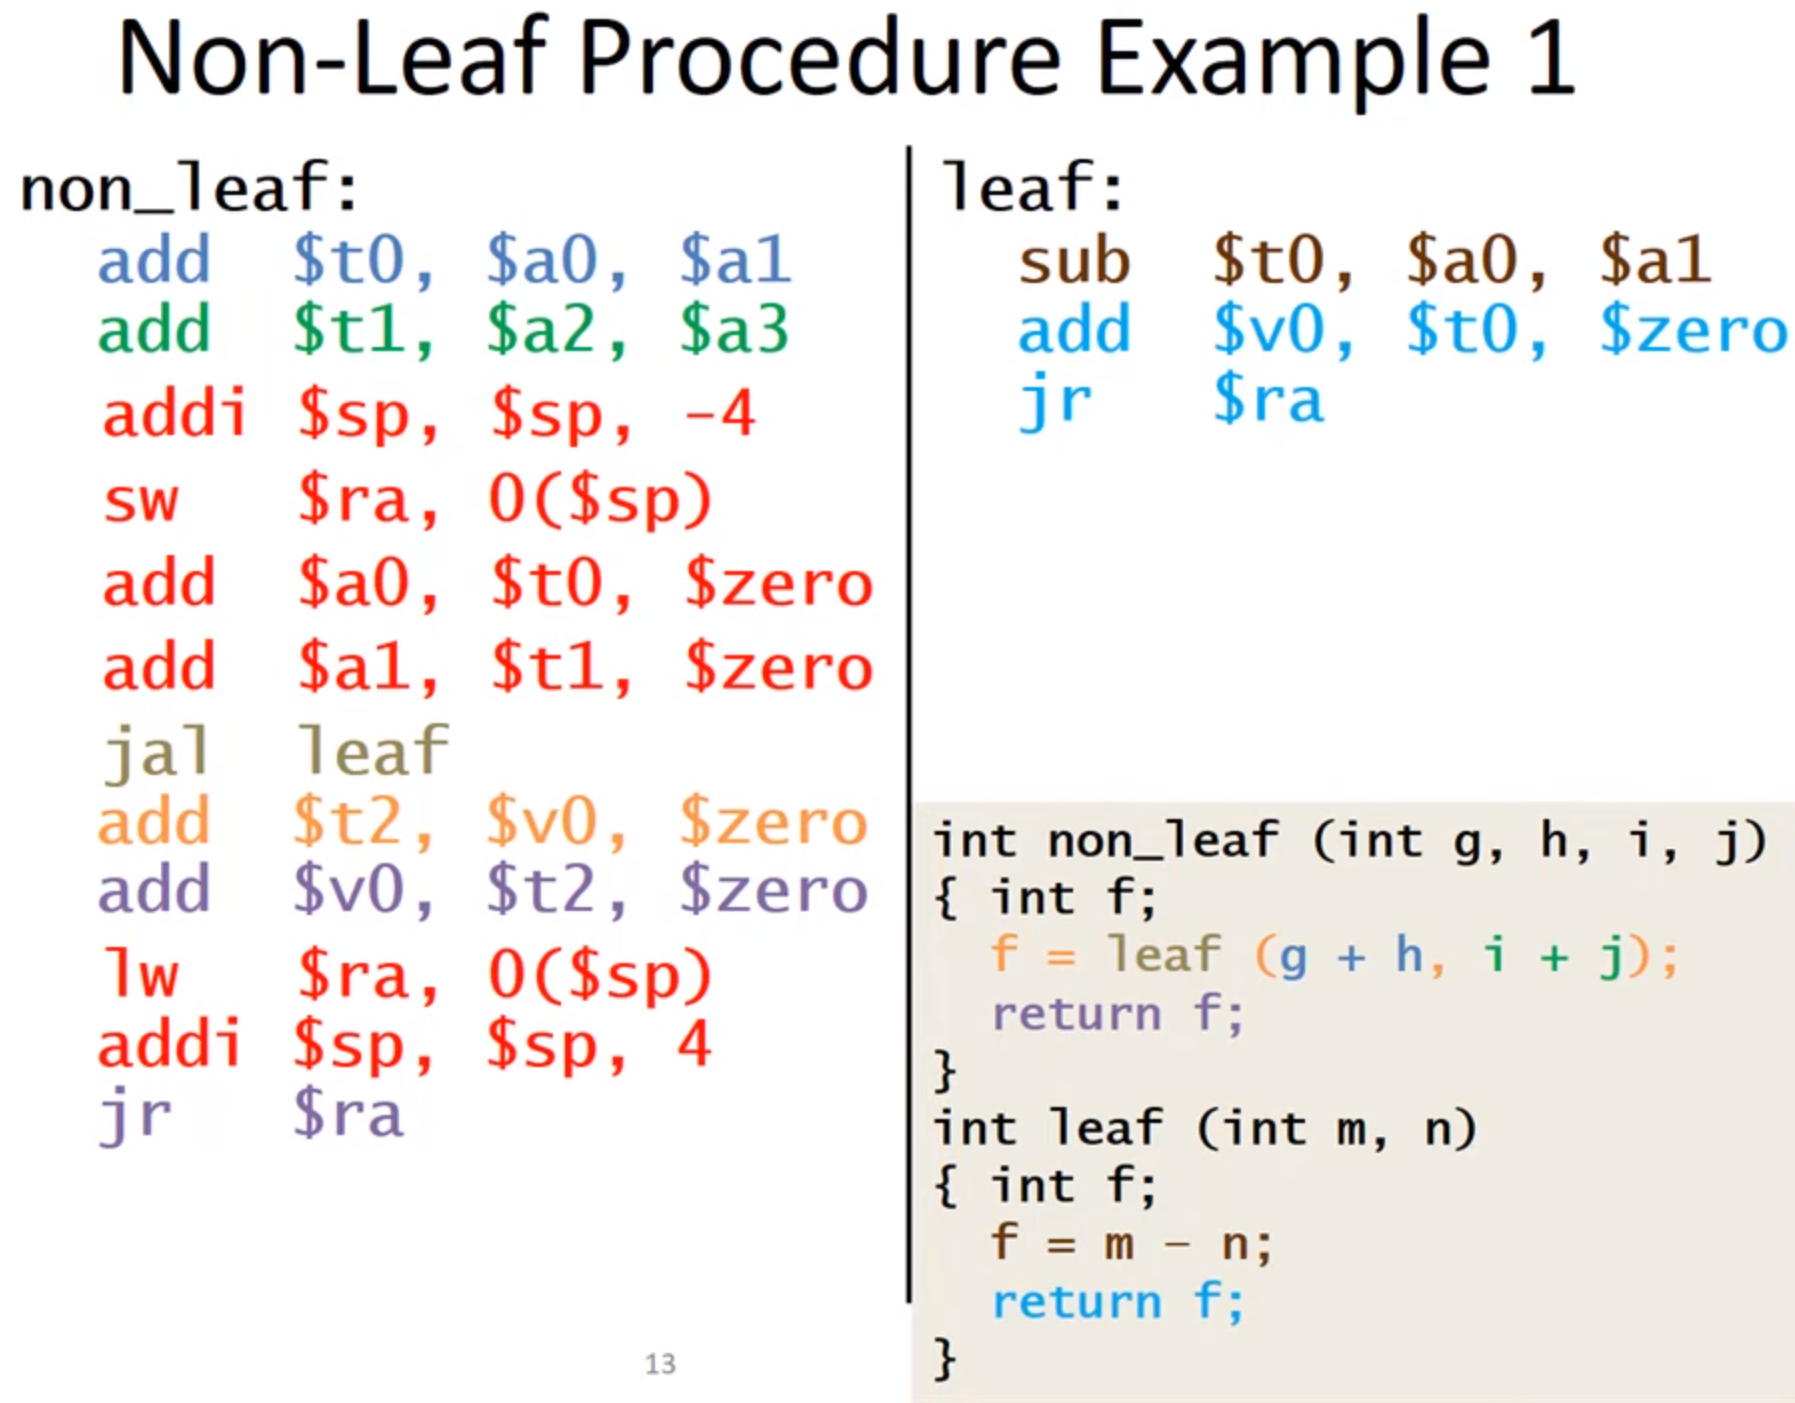 Non-Leaf Procedure Example 1
non_leaf:
add $t0, $a0, $a1
add $t1, $a2, $a3
addi $sp, $sp, -4
sw $ra, 0($sp)
add $a0, $t0, $zero
add $a1, $t1, $zero
jal leaf
add $t2, $v0, $zero
add $v0, $t2, $zero
lw $ra, 0($sp)
addi $sp, $sp, 4
jr $ra
leaf:
sub $t0, $a0, $a1
add $v0, $t0, $zero
jr $ra
int non_leaf (int g, h, i, j)
{ int f;
f = leaf (g + h, i + j);
return f;
}
int leaf (int m, n)
{ int f;
f = m - n;
return f;
}
13